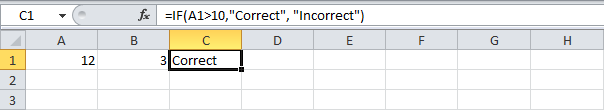 C1 fx =IF(A1>10,"Correct", "Incorrect")
A B C D E F G H
1 12 3 Correct
2
3